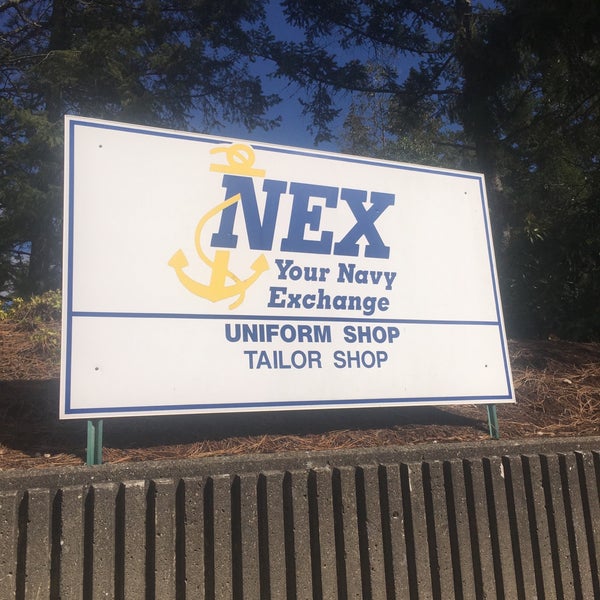 NEX
Your Navy
Exchange
UNIFORM SHOP
TAILOR SHOP